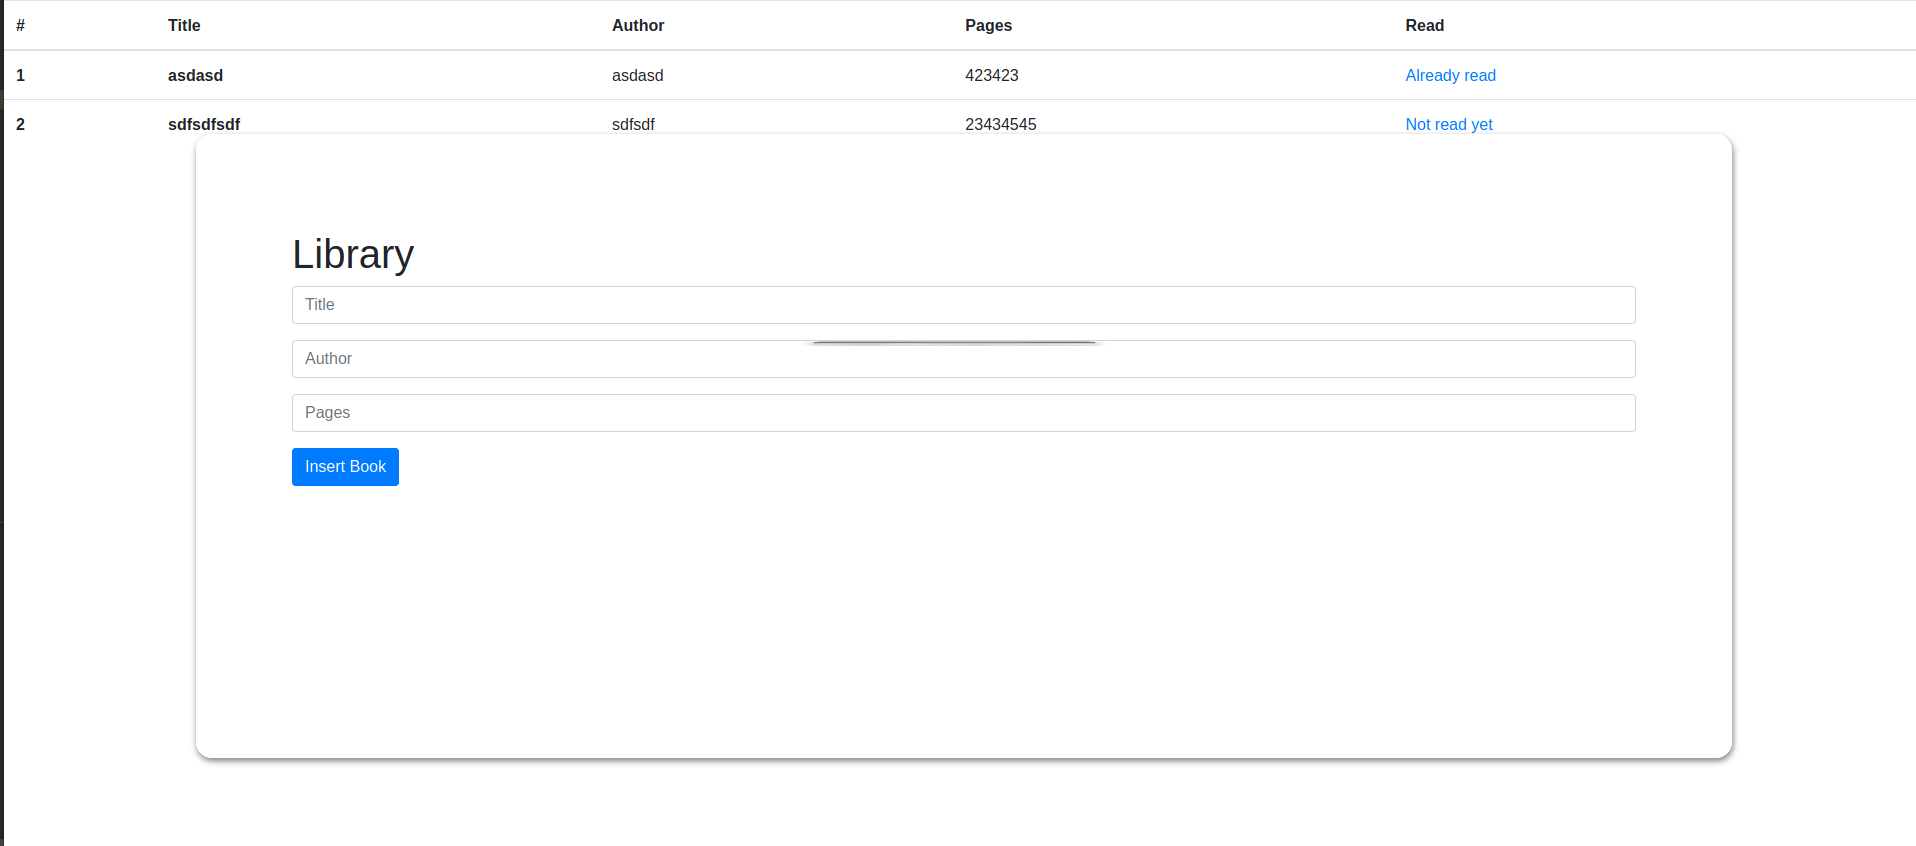 # Title Author Pages Read
1 asdasd asdasd 423423 Already read
2 sdfsdfsdf sdfsdf 23434545 Not read yet
Library
Title
Author
Pages
Insert Book